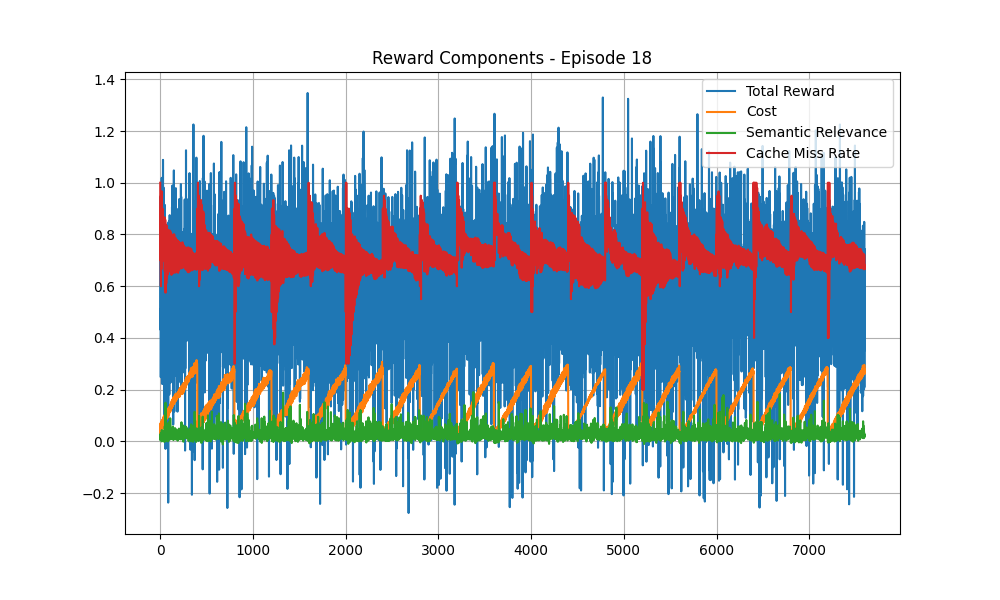 Reward Components - Episode 18
1.4
1.2
1.0
0.8
0.6
0.4
0.2
0.0
−0.2
Total Reward
Cost
Semantic Relevance
Cache Miss Rate
0 1000 2000 3000 4000 5000 6000 7000